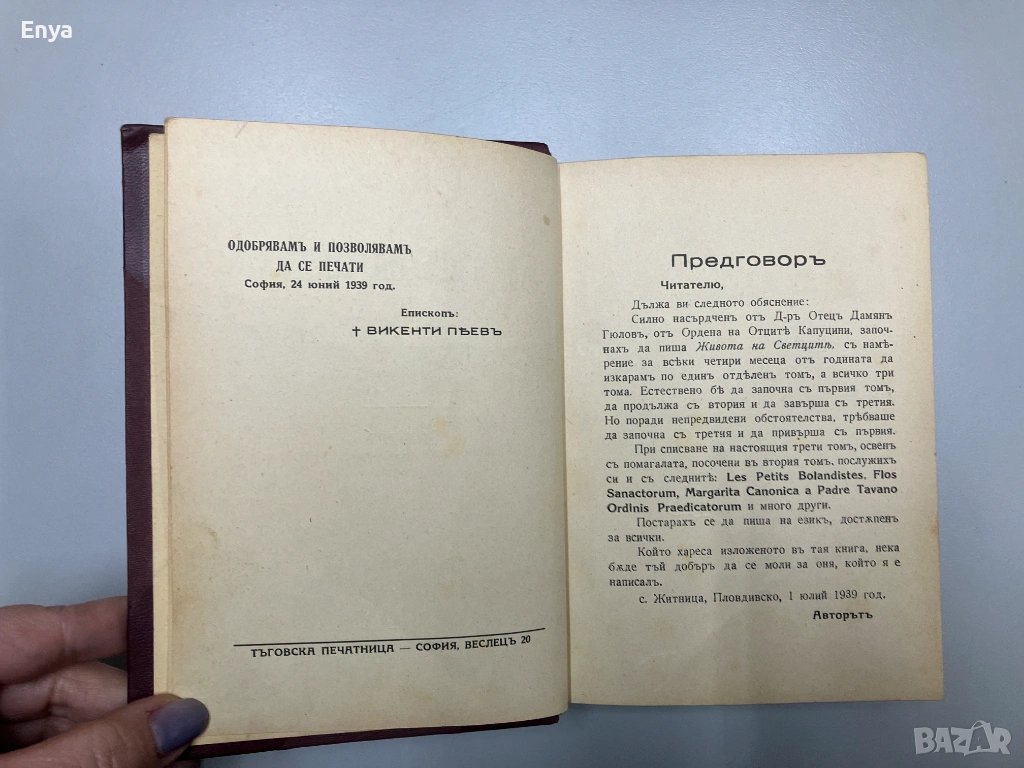 Enya
ОДОБРЯВАМЪ И ПОЗВОЛЯВАМЪ
ДА СЕ ПЕЧАТИ
София, 24 юний 1939 год.
Епископъ:
† ВИКЕНТИ ПѢЕВЪ
ТЪГОВСКА ПЕЧАТНИЦА — СОФИЯ, ВЕСЛЕЦЪ 20
Предговоръ
Читателю,
Дължа ви следното обяснение:
Силно насърдченъ отъ Д-ръ Отецъ Дамянъ
Гюловъ, отъ Ордена на Отцитѣ Капуцини, започ-
нахъ да пиша Живота на Светцитѣ, съ намѣ-
рение за всѣки четири месеца отъ годината да
изкарамъ по единъ отдѣленъ томъ, а всичко три
тома. Естествено бѣ да започна съ първия томъ,
да продължа съ втория и да завърша съ третия.
Но поради непредвидени обстоятелства, трѣбваше
да започна съ третия и да привърша съ първия.
При списване на настоящия трети томъ, освенъ
съ помагалата, посочени въ втория томъ, послужихъ
си и съ следнитѣ: Les Petits Bolandistes, Flos
Sanactorum, Margarita Canonica a Padre Tavano
Ordinis Praedicatorum и много други.
Постарахъ се да пиша на езикъ, достѫпенъ
за всички.
Който хареса изложеното въ тая книга, нека
бѫде тъй добъръ да се моли за оня, който я е
написалъ.
с. Житница, Пловдивско, 1 юлий 1939 год.
Авторътъ
BAZAR